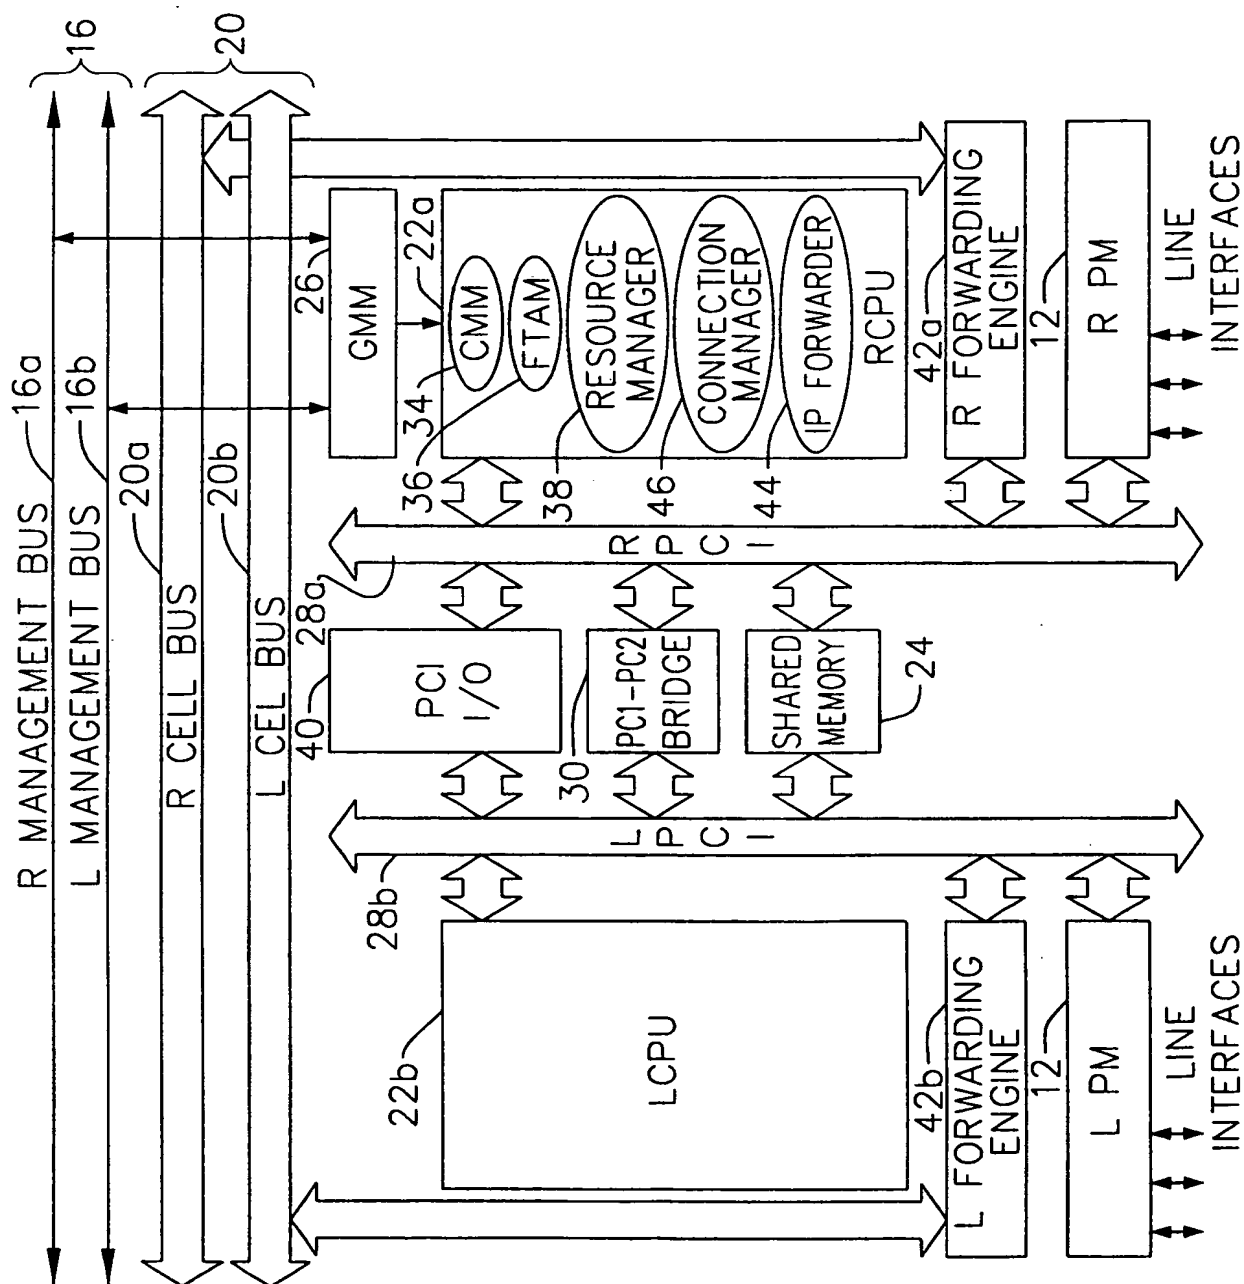 R MANAGEMENT BUS
16a
16
L MANAGEMENT BUS
16b
20a
R CELL BUS
20
20b
L CEL BUS
28a
26
GMM
40
PCI
I/O
22a
34
CMM
36
FTAM
38
RESOURCE
MANAGER
46
CONNECTION
MANAGER
44
IP FORWARDER
RCPU
R PCI
30
PC1-PC2
BRIDGE
SHARED
MEMORY
24
L PCI
28b
22b
LCPU
42b
L FORWARDING
ENGINE
42a
R FORWARDING
ENGINE
12
L PM
12
R PM
LINE
INTERFACES
LINE
INTERFACES